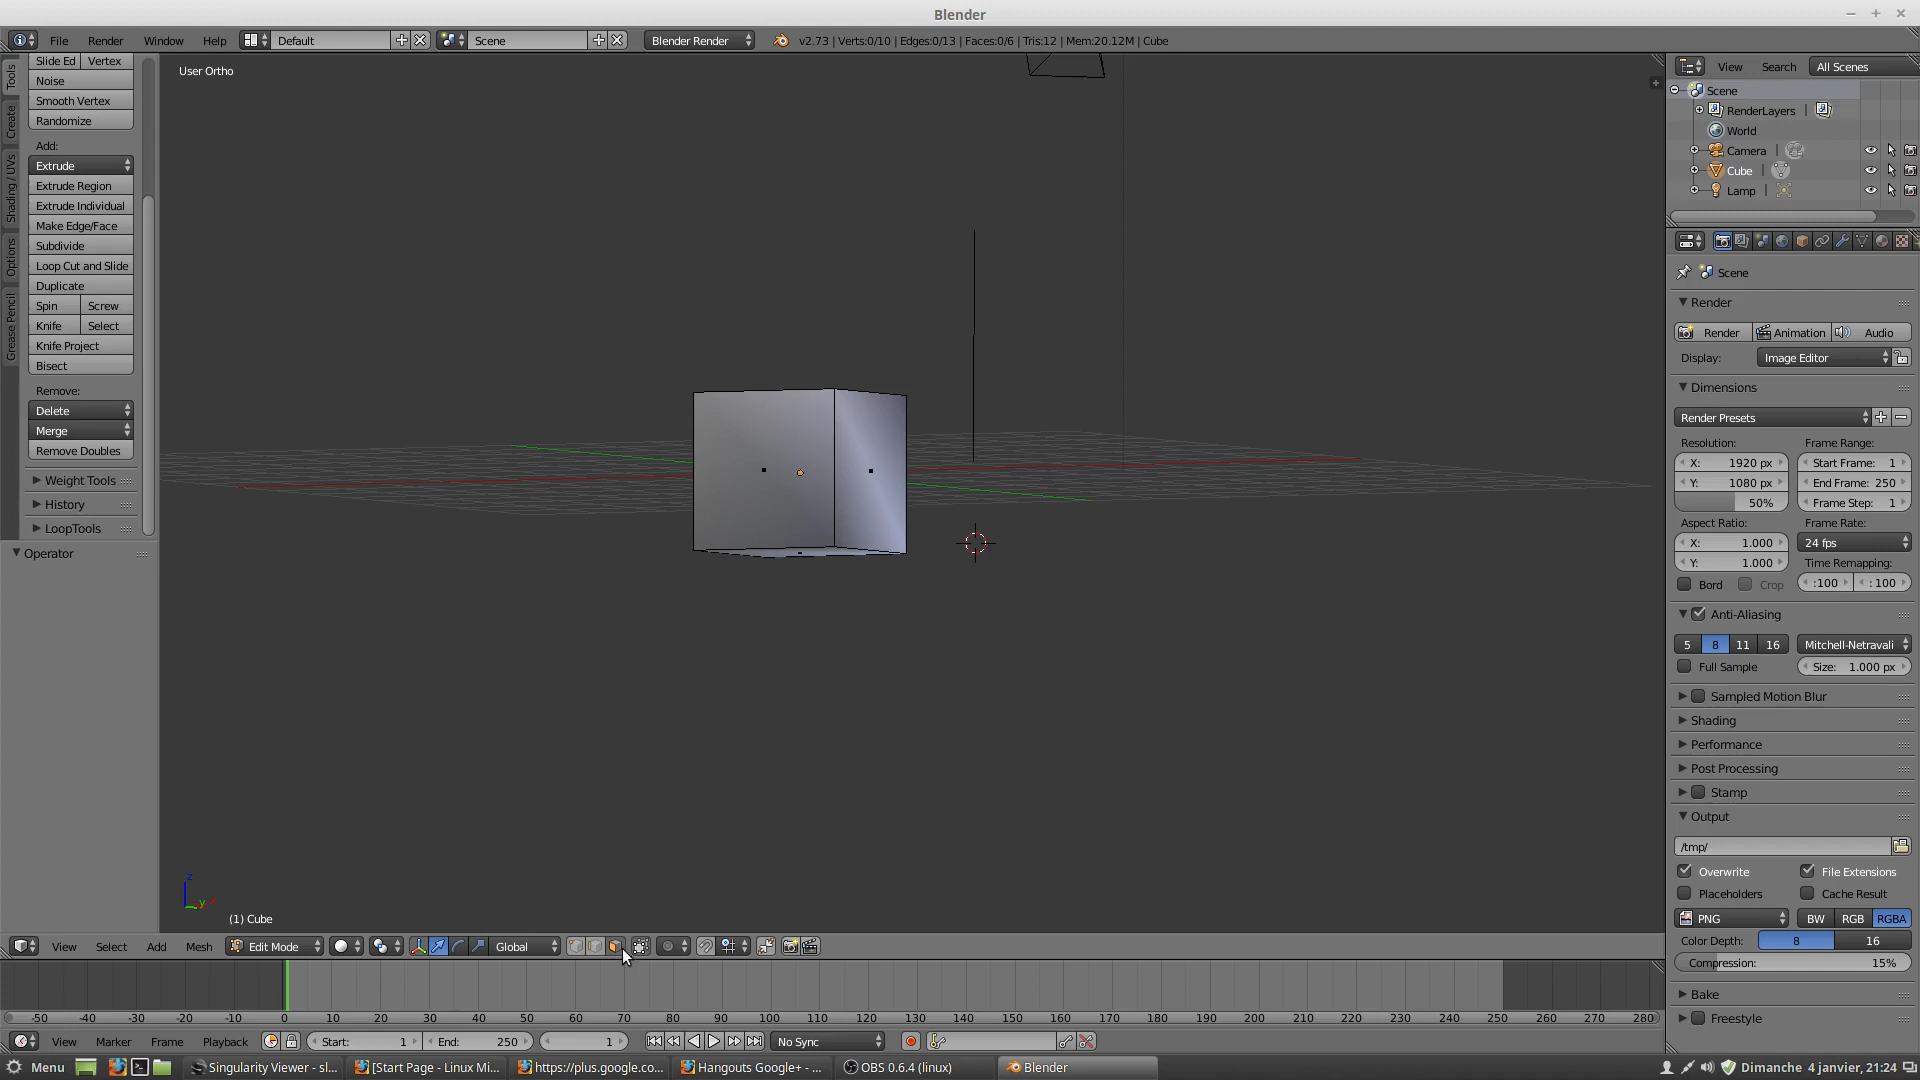 Blender
File Render Window Help Default Scene Blender Render v2.73 | Verts:0/10 | Edges:0/13 | Faces:0/6 | Tris:12 | Mem:20.12M | Cube
Tools
Create
Shading / UVs
Options
Grease Pencil
Slide Ed Vertex
Noise
Smooth Vertex
Randomize
Add:
Extrude
Extrude Region
Extrude Individual
Make Edge/Face
Subdivide
Loop Cut and Slide
Duplicate
Spin Screw
Knife Select
Knife Project
Bisect
Remove:
Delete
Merge
Remove Doubles
Weight Tools
History
LoopTools
Operator
User Ortho
z
y x
(1) Cube
View Search All Scenes
Scene
RenderLayers |
World
Camera |
Cube |
Lamp |
Scene
Render
Render Animation Audio
Display: Image Editor
Dimensions
Render Presets
Resolution: Frame Range:
X: 1920 px Start Frame: 1
Y: 1080 px End Frame: 250
50% Frame Step: 1
Aspect Ratio: Frame Rate:
X: 1.000 24 fps
Y: 1.000 Time Remapping:
Bord Crop :100 : 100
Anti-Aliasing
5 8 11 16 Mitchell-Netravali
Full Sample Size: 1.000 px
Sampled Motion Blur
Shading
Performance
Post Processing
Stamp
Output
/tmp/
Overwrite File Extensions
Placeholders Cache Result
PNG BW RGB RGBA
Color Depth: 8 16
Compression: 15%
Bake
Freestyle
View Select Add Mesh Edit Mode Global
-50 -40 -30 -20 -10 0 10 20 30 40 50 60 70 80 90 100 110 120 130 140 150 160 170 180 190 200 210 220 230 240 250 260 270 280
View Marker Frame Playback Start: 1 End: 250 1 No Sync
Menu Singularity Viewer - sl... [Start Page - Linux Mi... https://plus.google.co... Hangouts Google+ - ... OBS 0.6.4 (linux) Blender Dimanche 4 janvier, 21:24